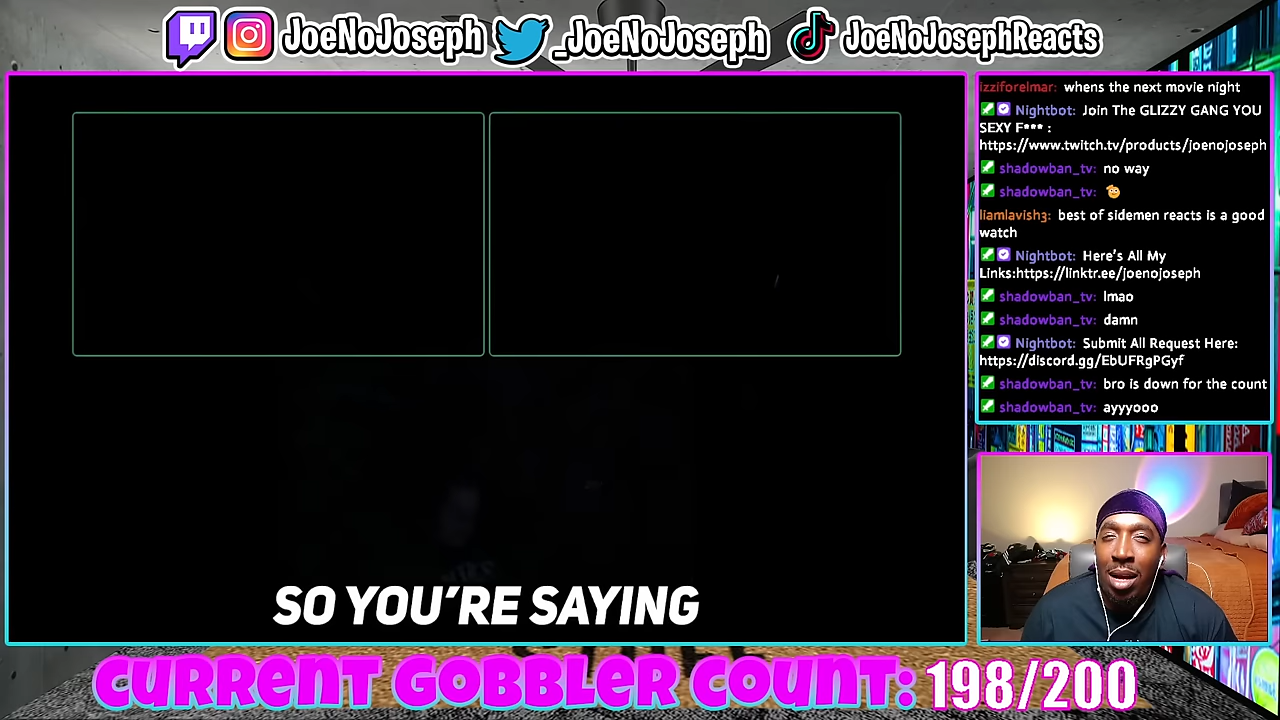 JoeNoJoseph _JoeNoJoseph JoeNoJosephReacts
izziforelmar: whens the next movie night
Nightbot: Join The GLIZZY GANG YOU
SEXY F*** :
https://www.twitch.tv/products/joenojoseph
shadowban_tv: no way
shadowban_tv:
liamlavish3: best of sidemen reacts is a good
watch
Nightbot: Here's All My
Links:https://linktr.ee/joenojoseph
shadowban_tv: lmao
shadowban_tv: damn
Nightbot: Submit All Request Here:
https://discord.gg/EbUFRgPGyf
shadowban_tv: bro is down for the count
shadowban_tv: ayyyooo
SO YOU'RE SAYING
CURRENT GOBBLER COUNT: 198/200